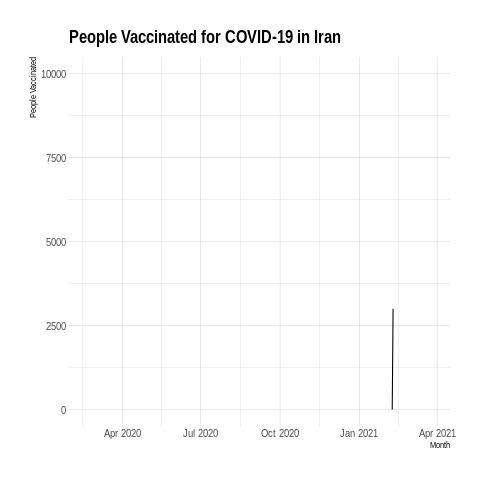 People Vaccinated for COVID-19 in Iran
People Vaccinated
10000
7500
5000
2500
0
Apr 2020 Jul 2020 Oct 2020 Jan 2021 Apr 2021
Month